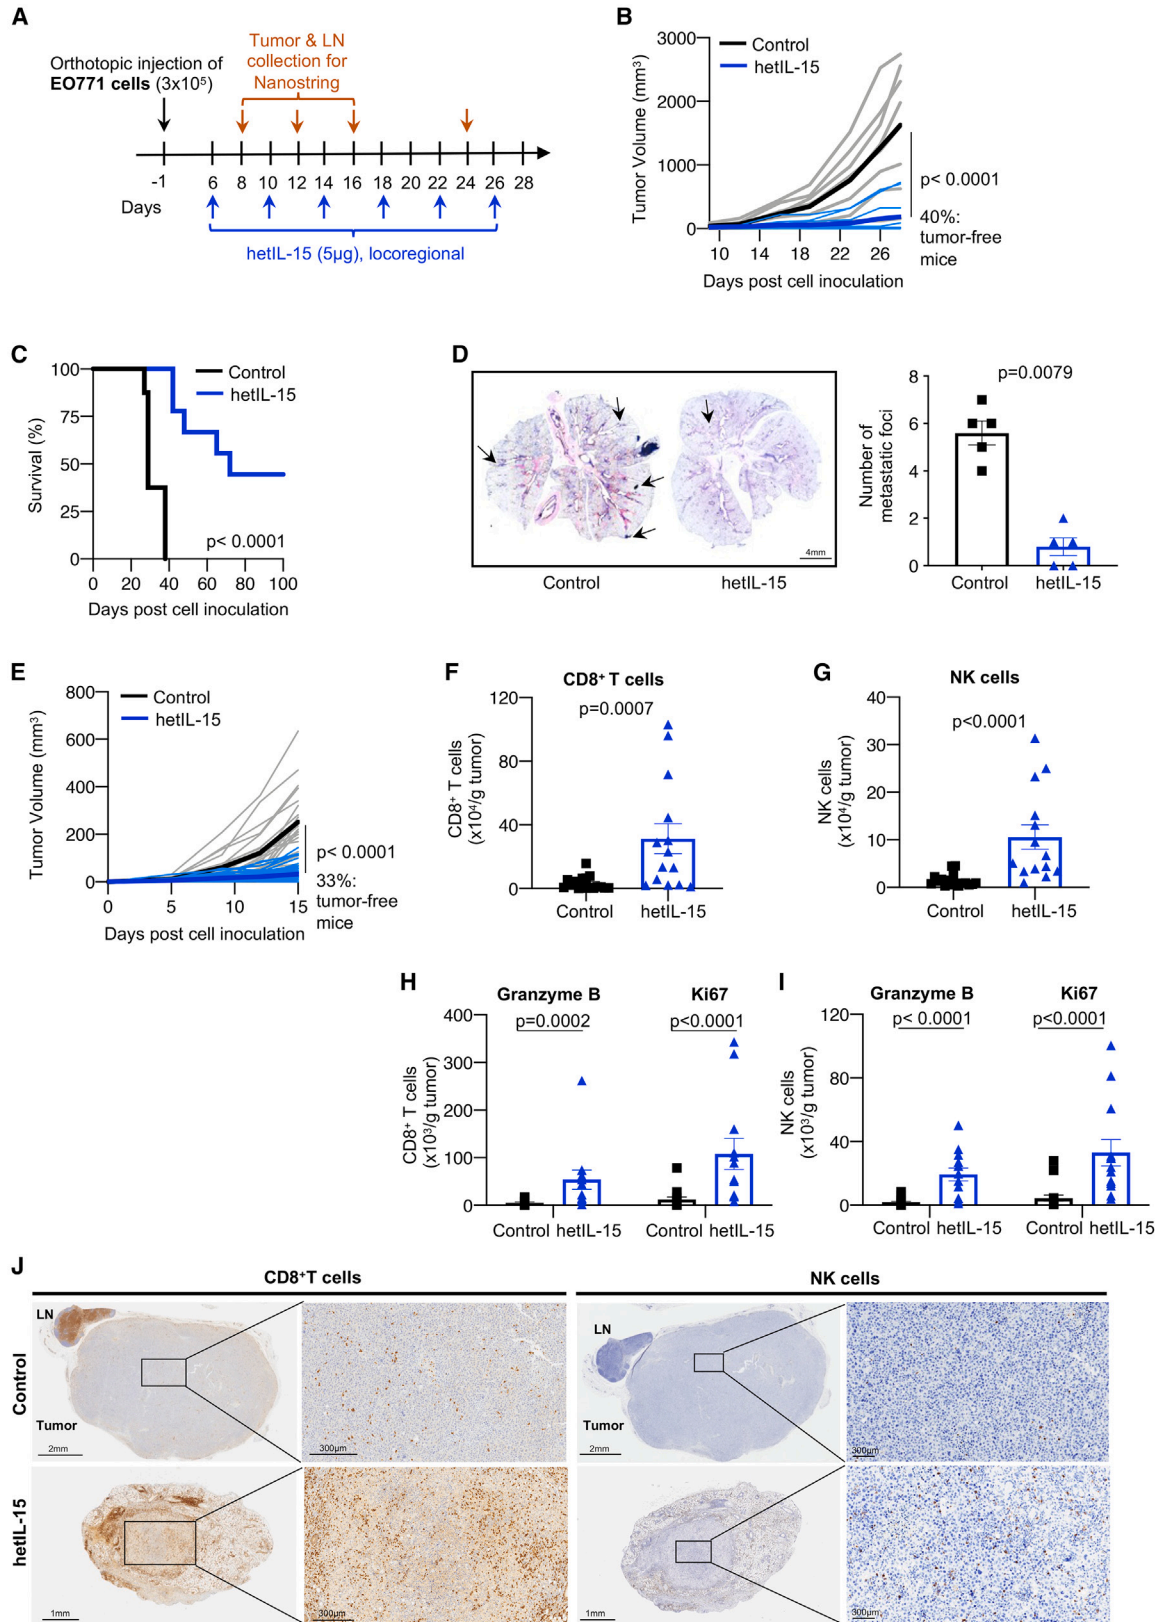 A
Orthotopic injection of
EO771 cells (3x10⁵)
Tumor & LN
collection for
Nanostring
-1 6 8 10 12 14 16 18 20 22 24 26 28
Days
hetIL-15 (5µg), locoregional
B
Control
hetIL-15
Tumor Volume (mm³)
3000
2000
1000
0
10 14 18 22 26
Days post cell inoculation
p< 0.0001
40%:
tumor-free
mice
C
Control
hetIL-15
Survival (%)
100
75
50
25
0
p< 0.0001
0 20 40 60 80 100
Days post cell inoculation
D
4mm
Control hetIL-15
p=0.0079
Number of
metastatic foci
8
6
4
2
0
Control hetIL-15
E
Control
hetIL-15
Tumor Volume (mm³)
800
600
400
200
0
0 5 10 15
Days post cell inoculation
p< 0.0001
33%:
tumor-free
mice
F
CD8⁺ T cells
p=0.0007
CD8⁺ T cells
(x10⁴/g tumor)
120
80
40
0
Control hetIL-15
G
NK cells
p<0.0001
NK cells
(x10⁴/g tumor)
40
30
20
10
0
Control hetIL-15
H
Granzyme B Ki67
p=0.0002 p<0.0001
CD8⁺ T cells
(x10³/g tumor)
400
300
200
100
0
Control hetIL-15 Control hetIL-15
I
Granzyme B Ki67
p< 0.0001 p<0.0001
NK cells
(x10³/g tumor)
120
80
40
0
Control hetIL-15 Control hetIL-15
J
CD8⁺T cells NK cells
Control
LN
Tumor
2mm
300µm
LN
Tumor
2mm
300µm
hetIL-15
1mm
300µm
1mm
300µm